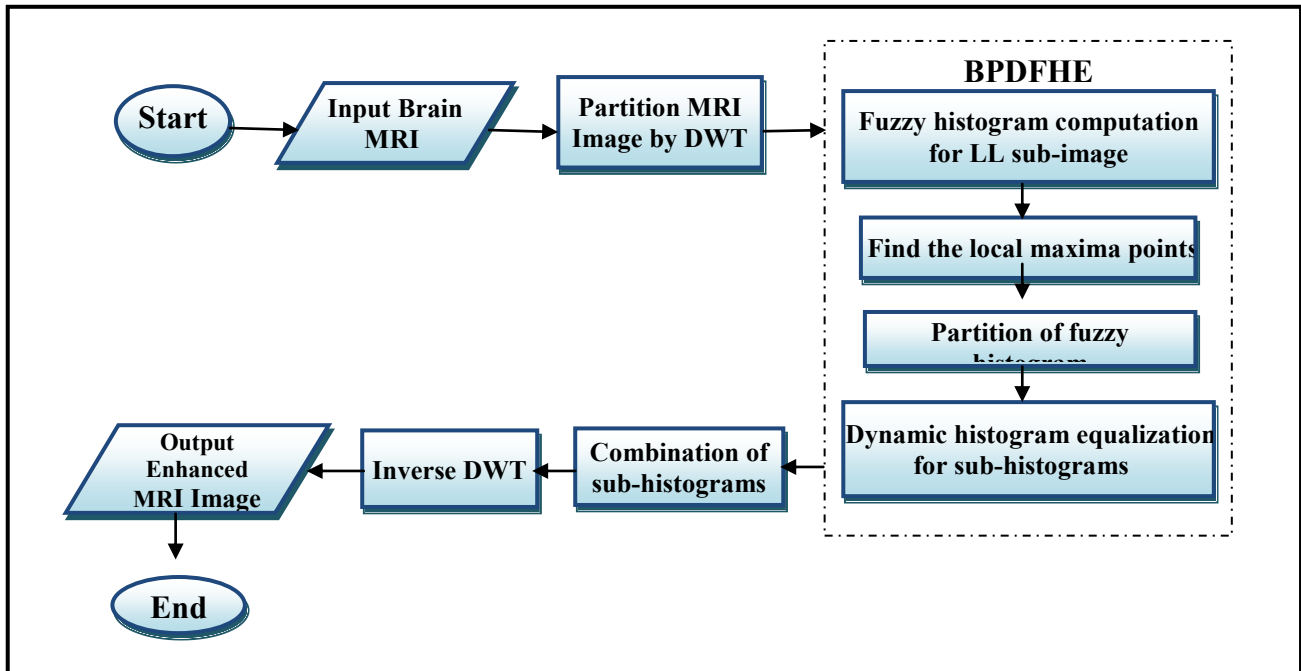 Start
Input Brain
MRI
Partition MRI
Image by DWT
BPDFHE
Fuzzy histogram computation
for LL sub-image
Find the local maxima points
Partition of fuzzy
histogram
Dynamic histogram equalization
for sub-histograms
Combination of
sub-histograms
Inverse DWT
Output
Enhanced
MRI Image
End